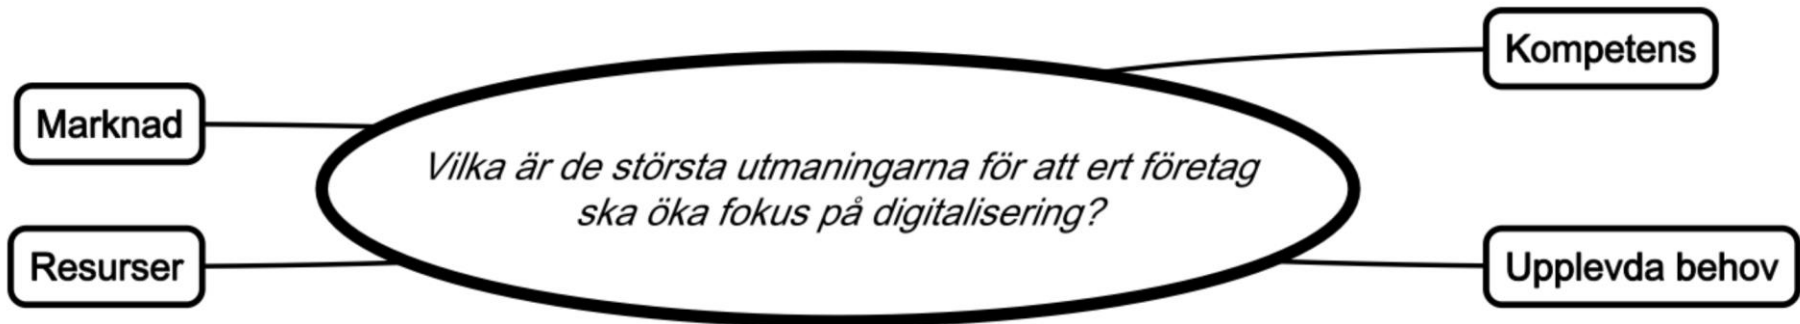 Kompetens
Marknad
Vilka är de största utmaningarna för att ert företag
ska öka fokus på digitalisering?
Resurser
Upplevda behov